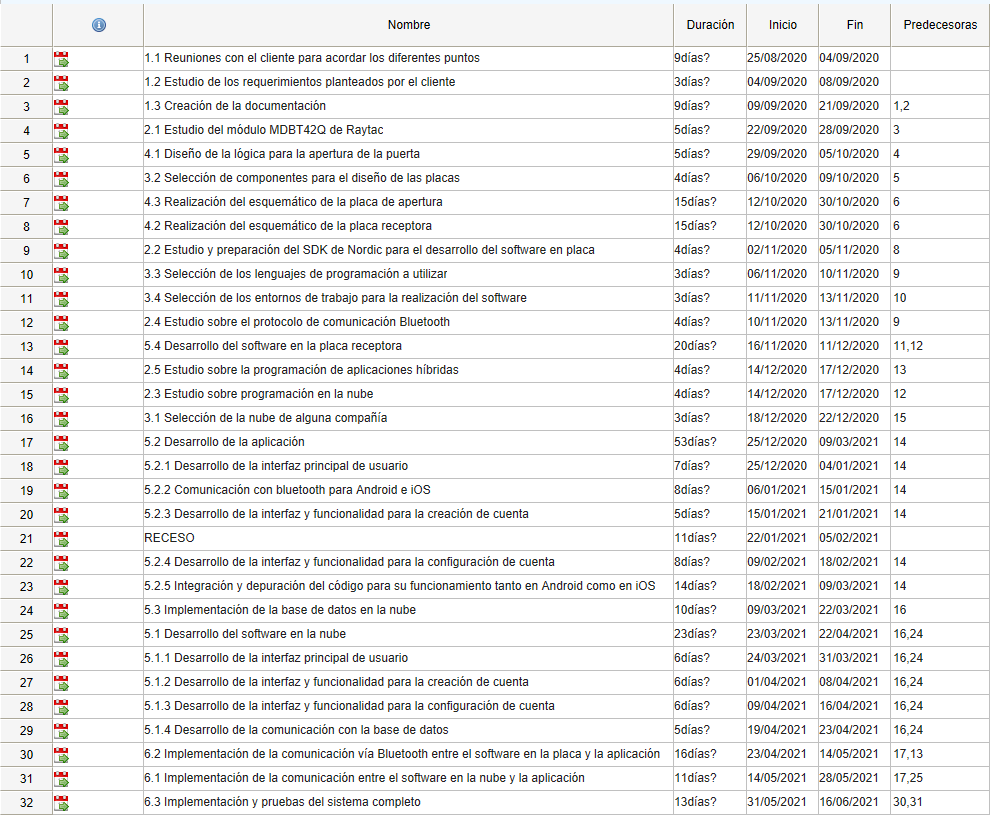 Nombre Duración Inicio Fin Predecesoras
1 1.1 Reuniones con el cliente para acordar los diferentes puntos 9días? 25/08/2020 04/09/2020
2 1.2 Estudio de los requerimientos planteados por el cliente 3días? 04/09/2020 08/09/2020
3 1.3 Creación de la documentación 9días? 09/09/2020 21/09/2020 1,2
4 2.1 Estudio del módulo MDBT42Q de Raytac 5días? 22/09/2020 28/09/2020 3
5 4.1 Diseño de la lógica para la apertura de la puerta 5días? 29/09/2020 05/10/2020 4
6 3.2 Selección de componentes para el diseño de las placas 4días? 06/10/2020 09/10/2020 5
7 4.3 Realización del esquemático de la placa de apertura 15días? 12/10/2020 30/10/2020 6
8 4.2 Realización del esquemático de la placa receptora 15días? 12/10/2020 30/10/2020 6
9 2.2 Estudio y preparación del SDK de Nordic para el desarrollo del software en placa 4días? 02/11/2020 05/11/2020 8
10 3.3 Selección de los lenguajes de programación a utilizar 3días? 06/11/2020 10/11/2020 9
11 3.4 Selección de los entornos de trabajo para la realización del software 3días? 11/11/2020 13/11/2020 10
12 2.4 Estudio sobre el protocolo de comunicación Bluetooth 4días? 10/11/2020 13/11/2020 9
13 5.4 Desarrollo del software en la placa receptora 20días? 16/11/2020 11/12/2020 11,12
14 2.5 Estudio sobre la programación de aplicaciones híbridas 4días? 14/12/2020 17/12/2020 13
15 2.3 Estudio sobre programación en la nube 4días? 14/12/2020 17/12/2020 12
16 3.1 Selección de la nube de alguna compañía 3días? 18/12/2020 22/12/2020 15
17 5.2 Desarrollo de la aplicación 53días? 25/12/2020 09/03/2021 14
18 5.2.1 Desarrollo de la interfaz principal de usuario 7días? 25/12/2020 04/01/2021 14
19 5.2.2 Comunicación con bluetooth para Android e iOS 8días? 06/01/2021 15/01/2021 14
20 5.2.3 Desarrollo de la interfaz y funcionalidad para la creación de cuenta 5días? 15/01/2021 21/01/2021 14
21 RECESO 11días? 22/01/2021 05/02/2021
22 5.2.4 Desarrollo de la interfaz y funcionalidad para la configuración de cuenta 8días? 09/02/2021 18/02/2021 14
23 5.2.5 Integración y depuración del código para su funcionamiento tanto en Android como en iOS 14días? 18/02/2021 09/03/2021 14
24 5.3 Implementación de la base de datos en la nube 10días? 09/03/2021 22/03/2021 16
25 5.1 Desarrollo del software en la nube 23días? 23/03/2021 22/04/2021 16,24
26 5.1.1 Desarrollo de la interfaz principal de usuario 6días? 24/03/2021 31/03/2021 16,24
27 5.1.2 Desarrollo de la interfaz y funcionalidad para la creación de cuenta 6días? 01/04/2021 08/04/2021 16,24
28 5.1.3 Desarrollo de la interfaz y funcionalidad para la configuración de cuenta 6días? 09/04/2021 16/04/2021 16,24
29 5.1.4 Desarrollo de la comunicación con la base de datos 5días? 19/04/2021 23/04/2021 16,24
30 6.2 Implementación de la comunicación vía Bluetooth entre el software en la placa y la aplicación 16días? 23/04/2021 14/05/2021 17,13
31 6.1 Implementación de la comunicación entre el software en la nube y la aplicación 11días? 14/05/2021 28/05/2021 17,25
32 6.3 Implementación y pruebas del sistema completo 13días? 31/05/2021 16/06/2021 30,31